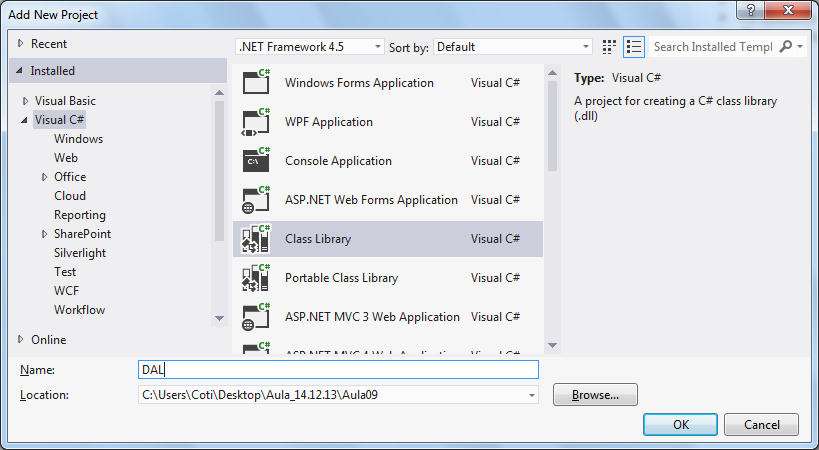 Add New Project
Recent
Installed
Visual Basic
Visual C#
Windows
Web
Office
Cloud
Reporting
SharePoint
Silverlight
Test
WCF
Workflow
Online
.NET Framework 4.5 Sort by: Default Search Installed Templ
Windows Forms Application Visual C#
WPF Application Visual C#
Console Application Visual C#
ASP.NET Web Forms Application Visual C#
Class Library Visual C#
Portable Class Library Visual C#
ASP.NET MVC 3 Web Application Visual C#
ASP.NET MVC 4 Web Application Visual C#
Type: Visual C#
A project for creating a C# class library
(.dll)
Name: DAL
Location: C:\Users\Coti\Desktop\Aula_14.12.13\Aula09 Browse...
OK Cancel